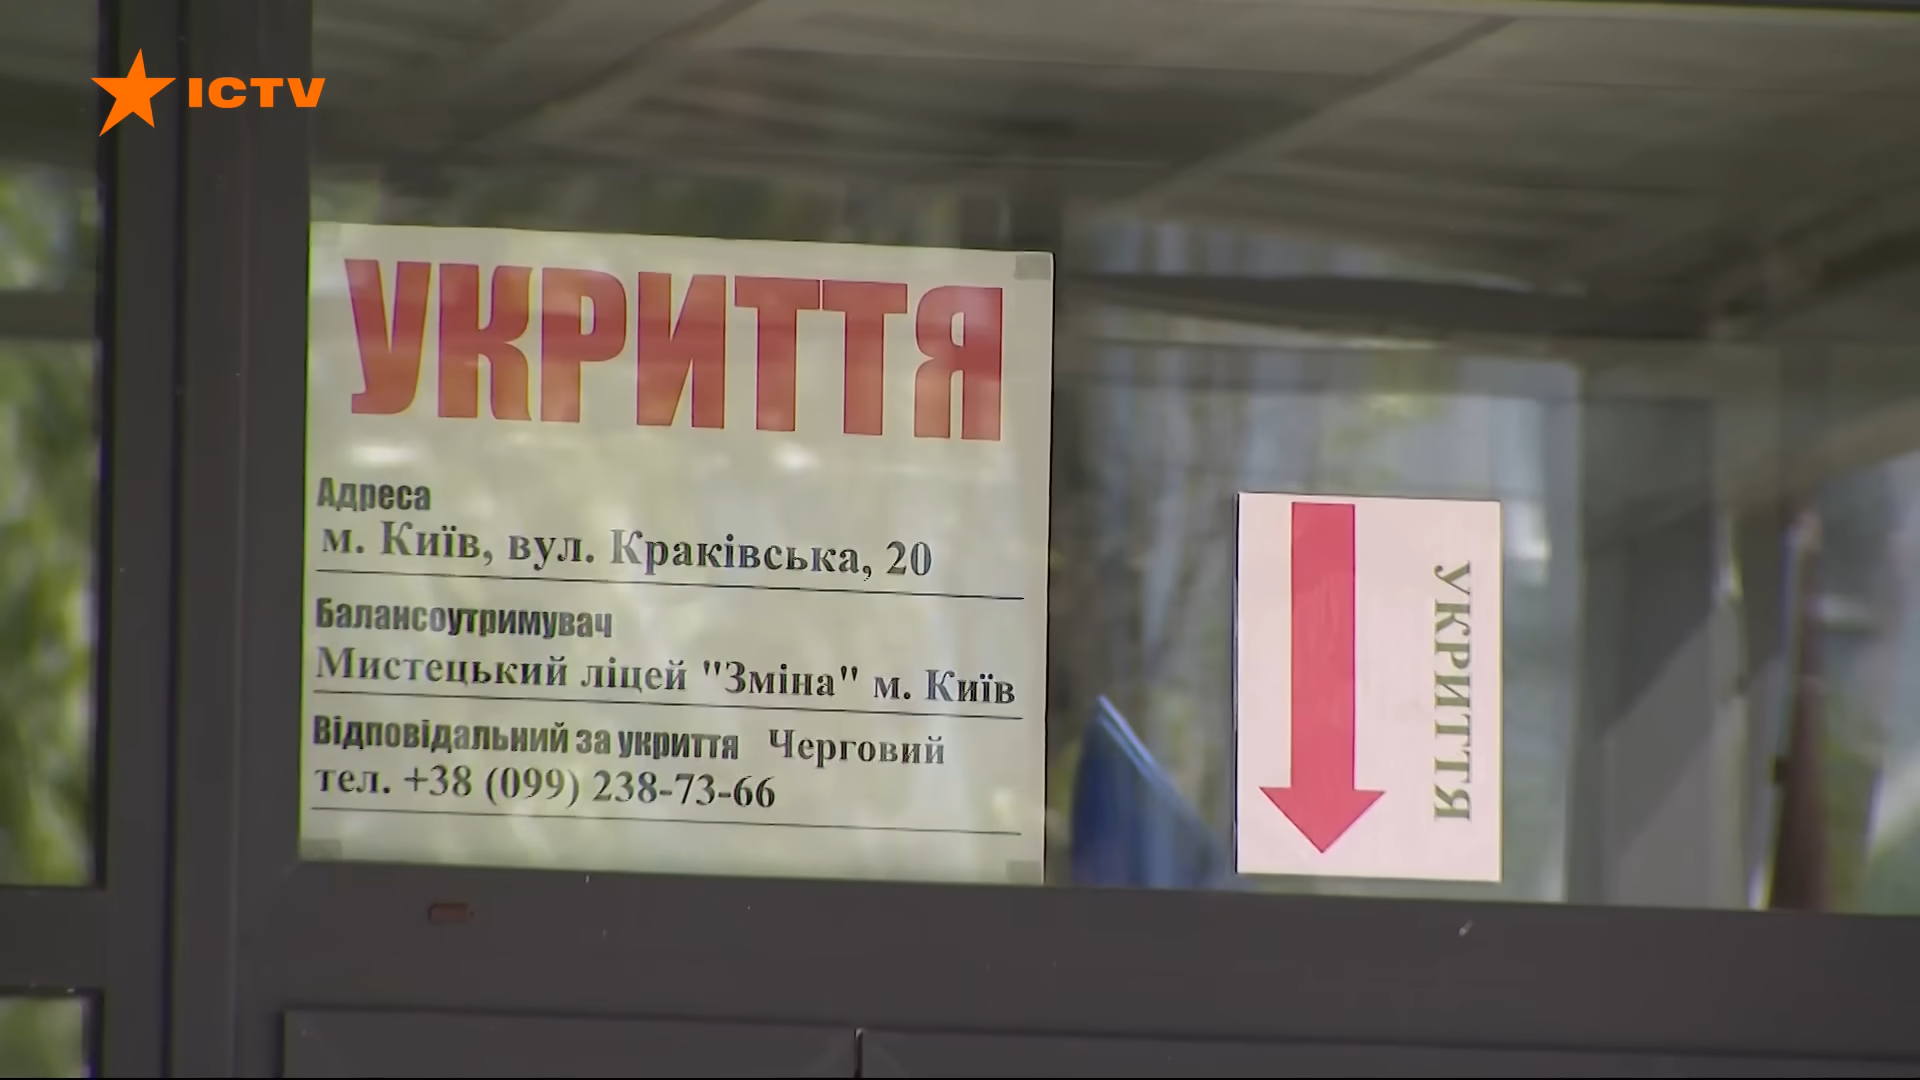 ICTV
УКРИТТЯ
Адреса
м. Київ, вул. Краківська, 20
Балансоутримувач
Мистецький ліцей "Зміна" м. Київ
Відповідальний за укриття Черговий
тел. +38 (099) 238-73-66
УКРИТТЯ